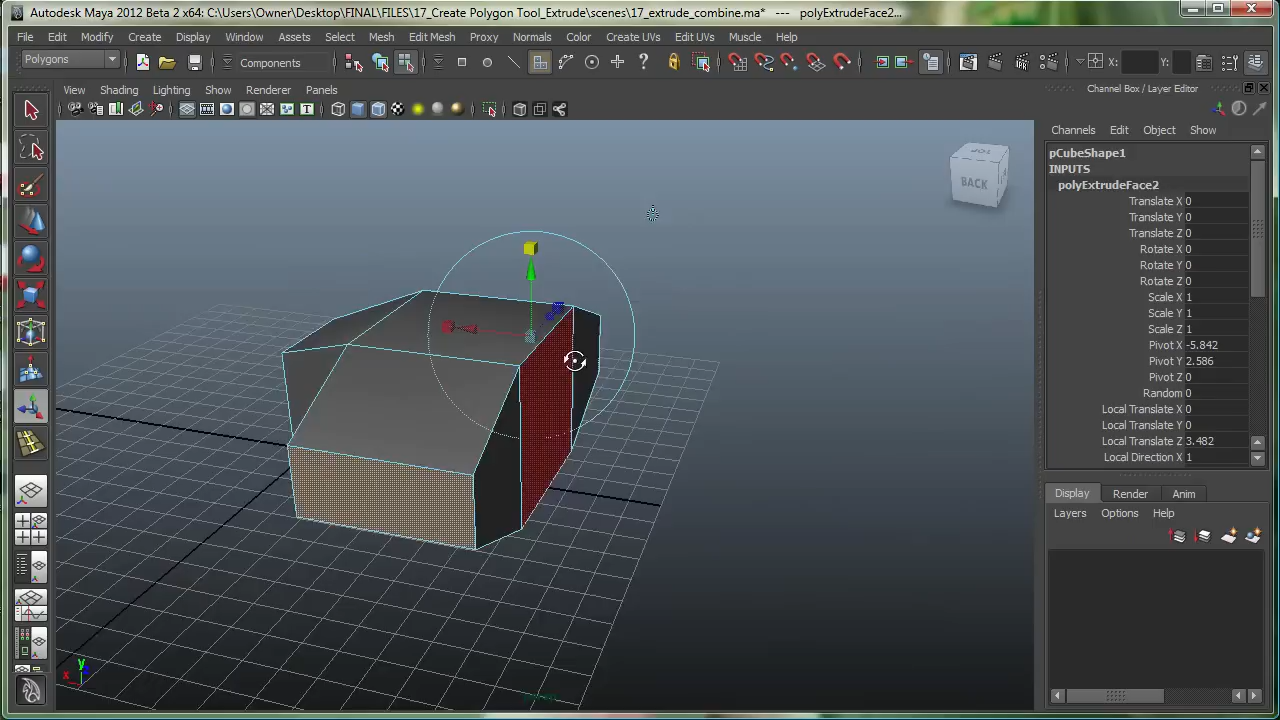 Autodesk Maya 2012 Beta 2 x64: C:\Users\Owner\Desktop\FINAL\FILES\17_Create Polygon Tool_Extrude\scenes\17_extrude_combine.ma* --- polyExtrudeFace2...
File Edit Modify Create Display Window Assets Select Mesh Edit Mesh Proxy Normals Color Create UVs Edit UVs Muscle Help
Polygons Components X: Y: Z:
View Shading Lighting Show Renderer Panels
Channel Box / Layer Editor
Channels Edit Object Show
pCubeShape1
INPUTS
polyExtrudeFace2
Translate X 0
Translate Y 0
Translate Z 0
Rotate X 0
Rotate Y 0
Rotate Z 0
Scale X 1
Scale Y 1
Scale Z 1
Pivot X -5.842
Pivot Y 2.586
Pivot Z 0
Random 0
Local Translate X 0
Local Translate Y 0
Local Translate Z 3.482
Local Direction X 1
Display Render Anim
Layers Options Help
TOP
BACK
y
x